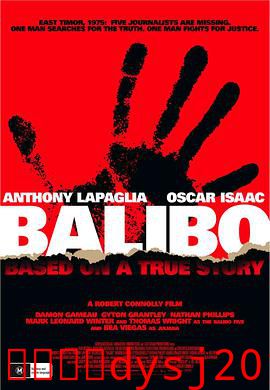 EAST TIMOR, 1975: FIVE JOURNALISTS ARE MISSING.
ONE MAN SEARCHES FOR THE TRUTH. ONE MAN FIGHTS FOR JUSTICE.
ANTHONY LAPAGLIA OSCAR ISAAC
BALIBO
BASED ON A TRUE STORY
A ROBERT CONNOLLY FILM
DAMON GAMEAU GYTON GRANTLEY NATHAN PHILLIPS
MARK LEONARD WINTER AND THOMAS WRIGHT AS THE BALIBO FIVE
AND BEA VIEGAS AS JULIANA
M
dysj20